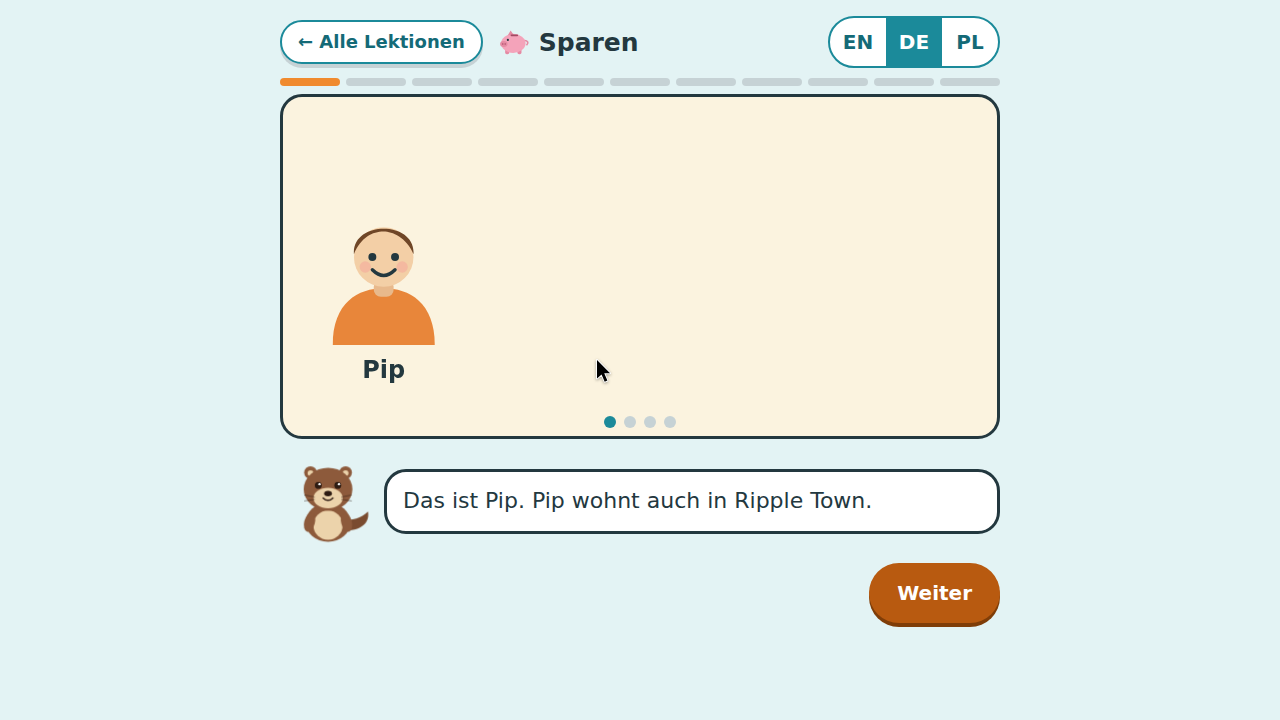 ← Alle Lektionen
Sparen
EN DE PL
Pip
Das ist Pip. Pip wohnt auch in Ripple Town.
Weiter